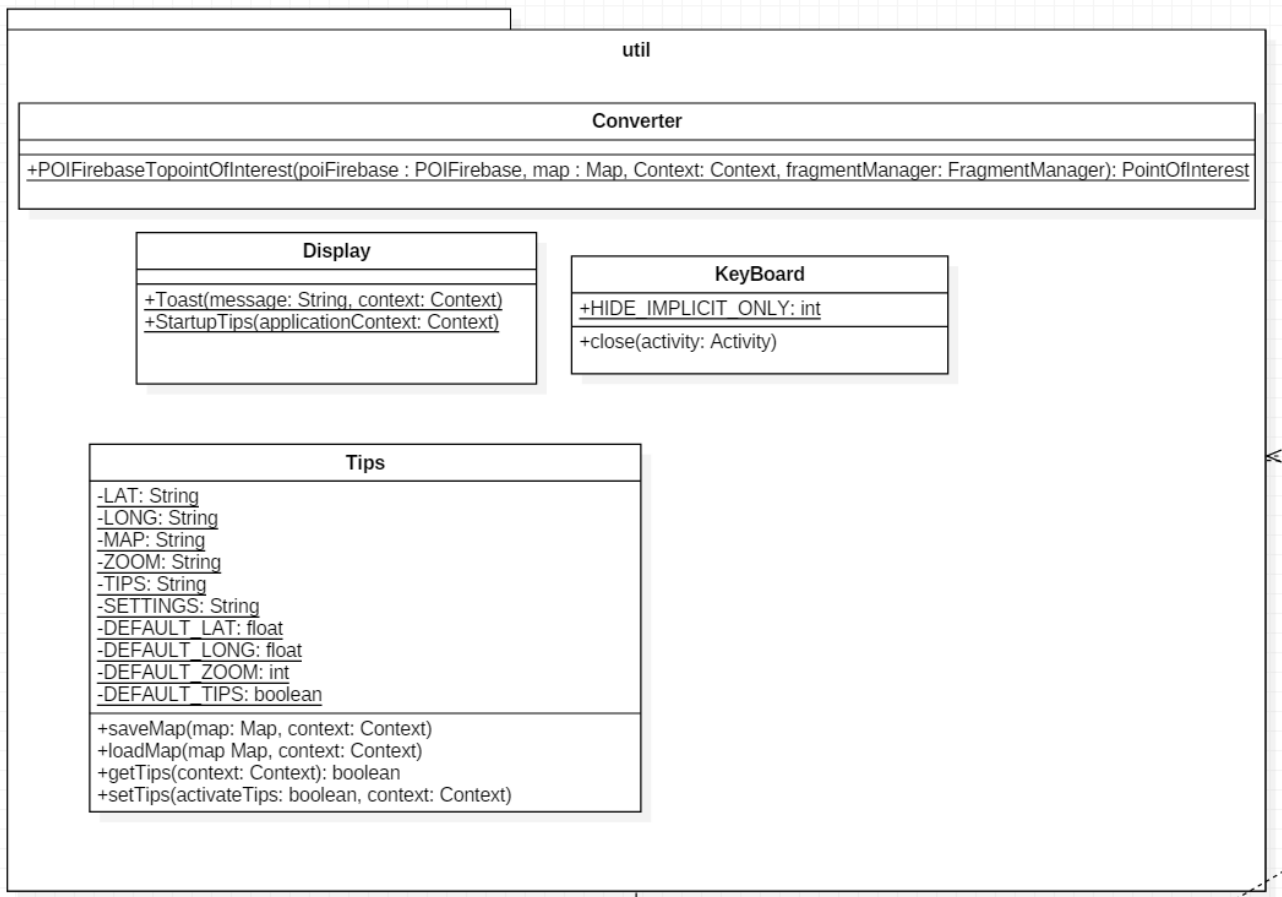 util
Converter
+POIFirebaseTopointOfInterest(poiFirebase : POIFirebase, map : Map, Context: Context, fragmentManager: FragmentManager): PointOfInterest
Display
+Toast(message: String, context: Context)
+StartupTips(applicationContext: Context)
KeyBoard
+HIDE_IMPLICIT_ONLY: int
+close(activity: Activity)
Tips
-LAT: String
-LONG: String
-MAP: String
-ZOOM: String
-TIPS: String
-SETTINGS: String
-DEFAULT_LAT: float
-DEFAULT_LONG: float
-DEFAULT_ZOOM: int
-DEFAULT_TIPS: boolean
+saveMap(map: Map, context: Context)
+loadMap(map Map, context: Context)
+getTips(context: Context): boolean
+setTips(activateTips: boolean, context: Context)